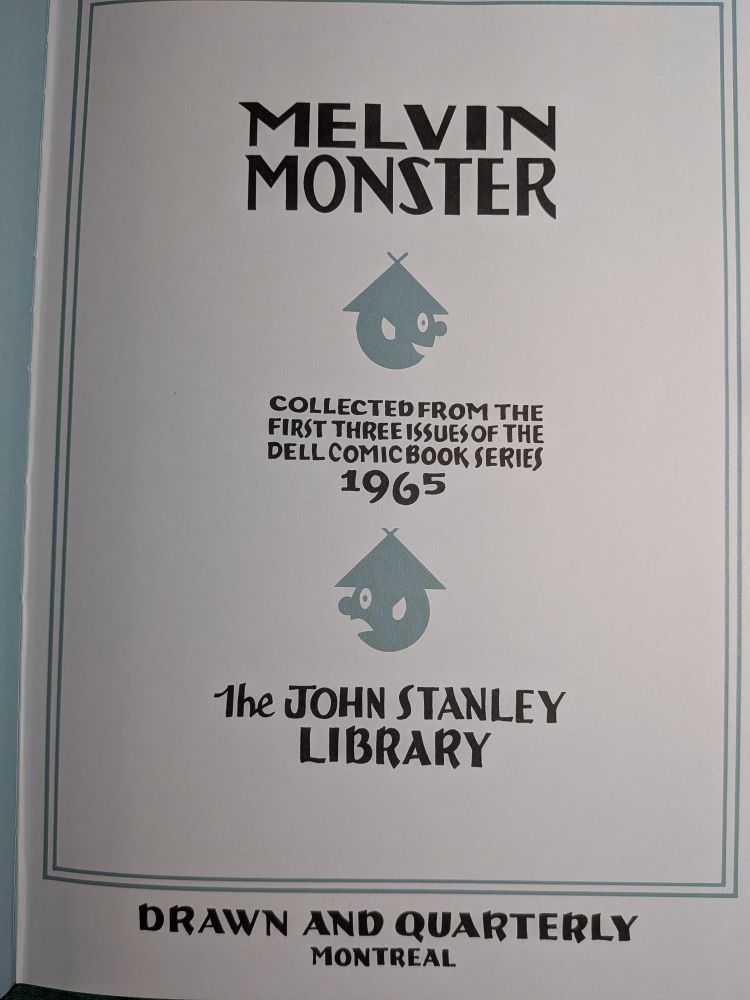 MELVIN
MONSTER
COLLECTED FROM THE
FIRST THREE ISSUES OF THE
DELL COMIC BOOK SERIES
1965
The JOHN STANLEY
LIBRARY
DRAWN AND QUARTERLY
MONTREAL